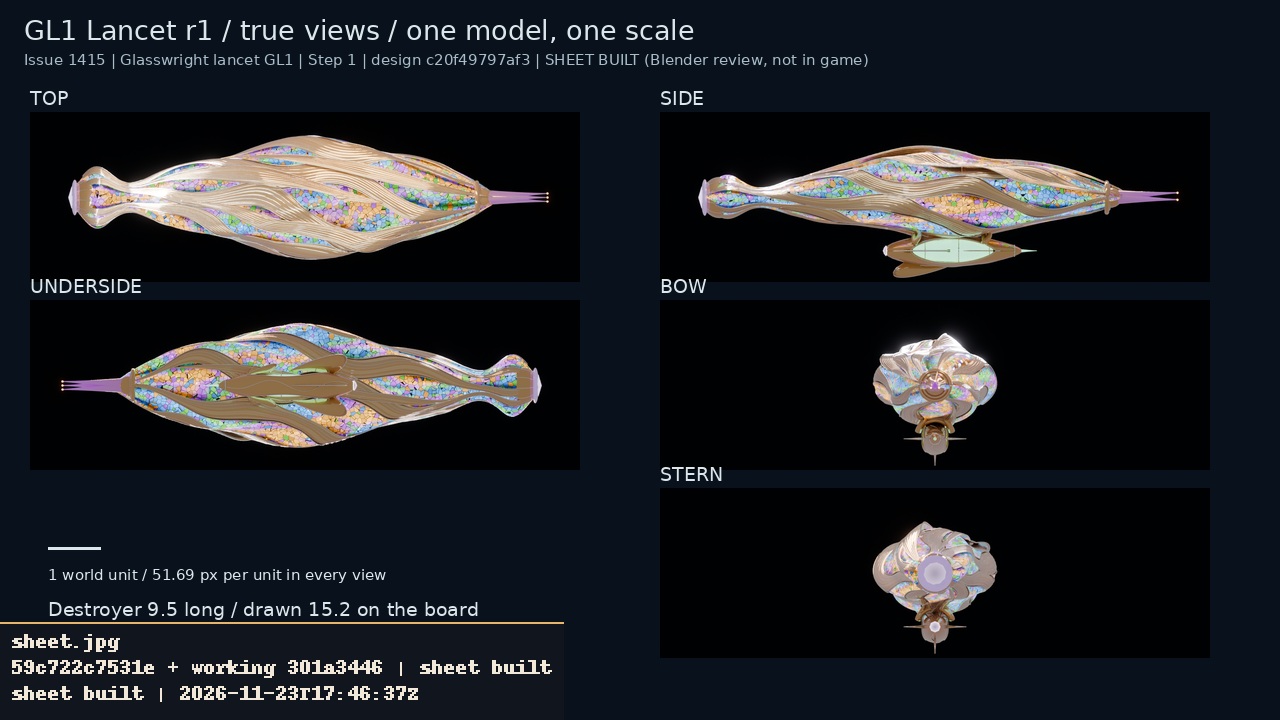 GL1 Lancet r1 / true views / one model, one scale
Issue 1415 | Glasswright lancet GL1 | Step 1 | design c20f49797af3 | SHEET BUILT (Blender review, not in game)
TOP
SIDE
UNDERSIDE
BOW
STERN
1 world unit / 51.69 px per unit in every view
Destroyer 9.5 long / drawn 15.2 on the board
sheet.jpg
59c722c7531e + working 301a3446 | sheet built
sheet built | 2026-11-23T17:46:37Z